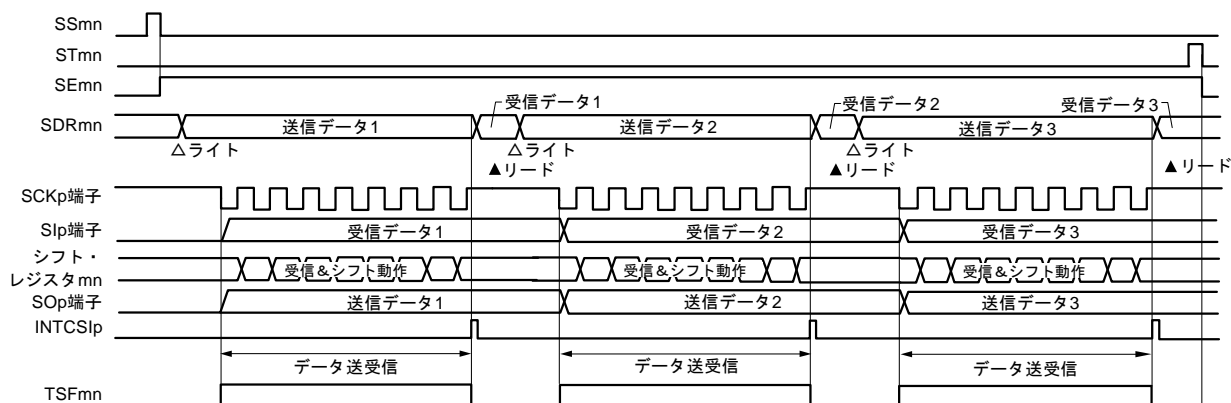 SSmn
STmn
SEmn
受信データ1
受信データ2
受信データ3
SDRmn
送信データ1
送信データ2
送信データ3
△ライト
△ライト
△ライト
▲リード
▲リード
▲リード
SCKp端子
SIp端子
受信データ1
受信データ2
受信データ3
シフト・
レジスタmn
受信&シフト動作
受信&シフト動作
受信&シフト動作
SOp端子
送信データ1
送信データ2
送信データ3
INTCSIp
データ送受信
データ送受信
データ送受信
TSFmn